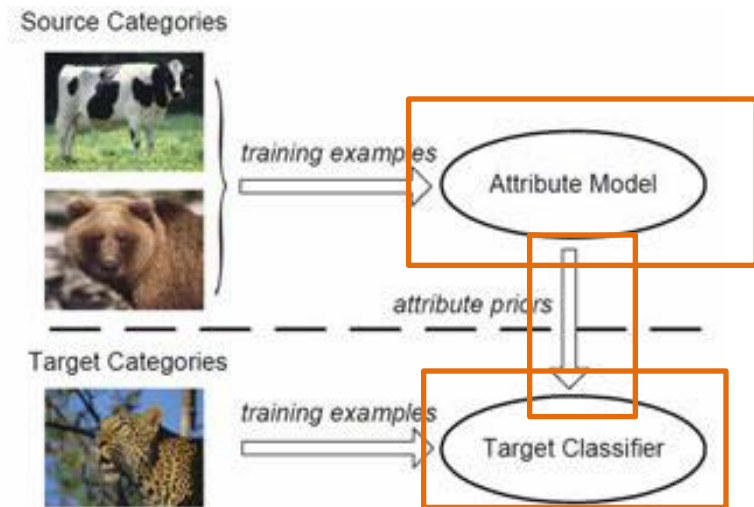 Source Categories
training examples
Attribute Model
attribute priors
Target Categories
training examples
Target Classifier